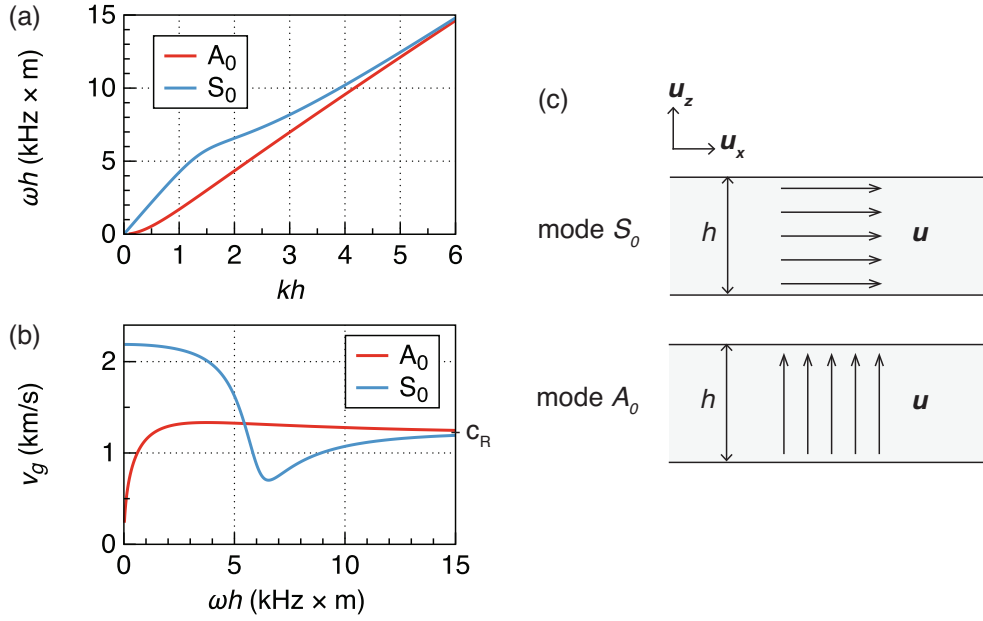 (a)
15
10
5
0
ωh (kHz × m)
A0
S0
0 1 2 3 4 5 6
kh
(b)
2
1
0
vg (km/s)
A0
S0
cR
0 5 10 15
ωh (kHz × m)
(c)
uz
ux
mode S0
h
u
mode A0
h
u